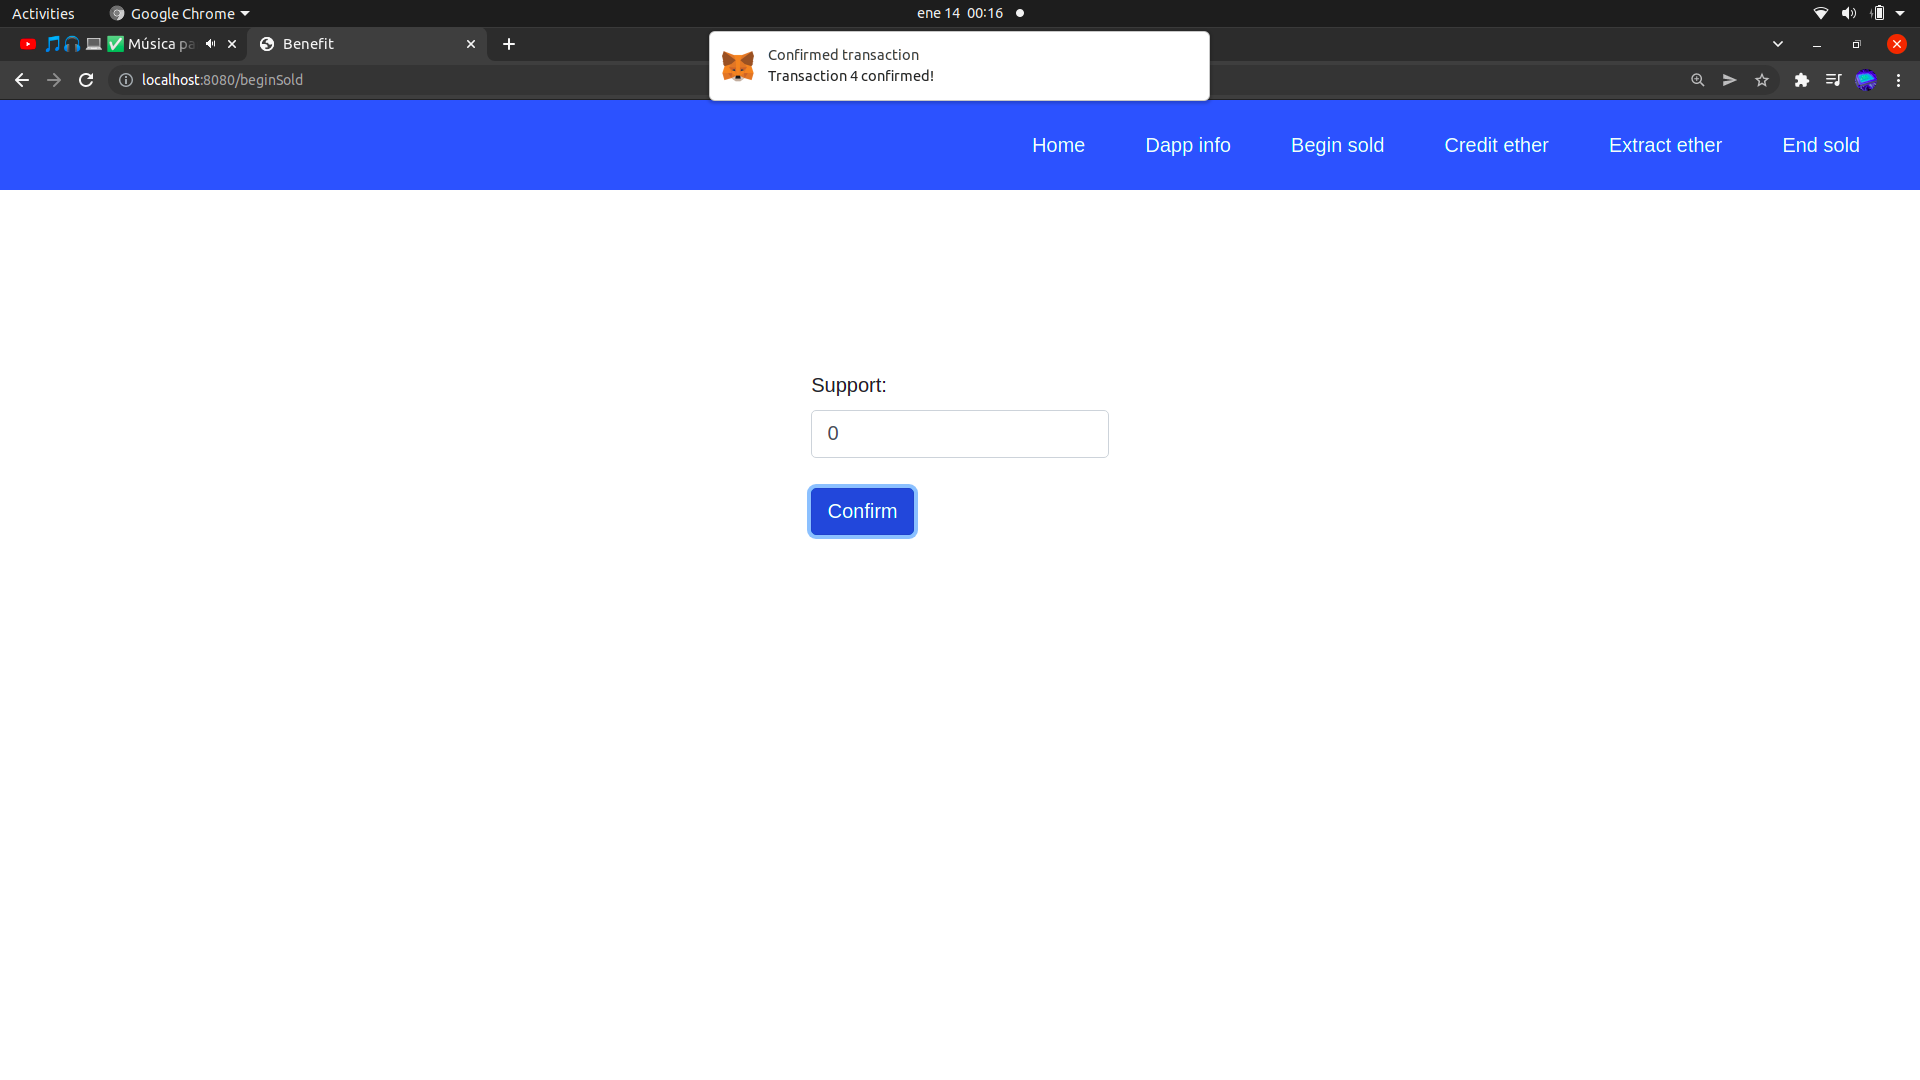 Activities
Google Chrome
ene 14 00:16
Música pa
Benefit
Confirmed transaction
Transaction 4 confirmed!
localhost:8080/beginSold
Home
Dapp info
Begin sold
Credit ether
Extract ether
End sold
Support:
0
Confirm